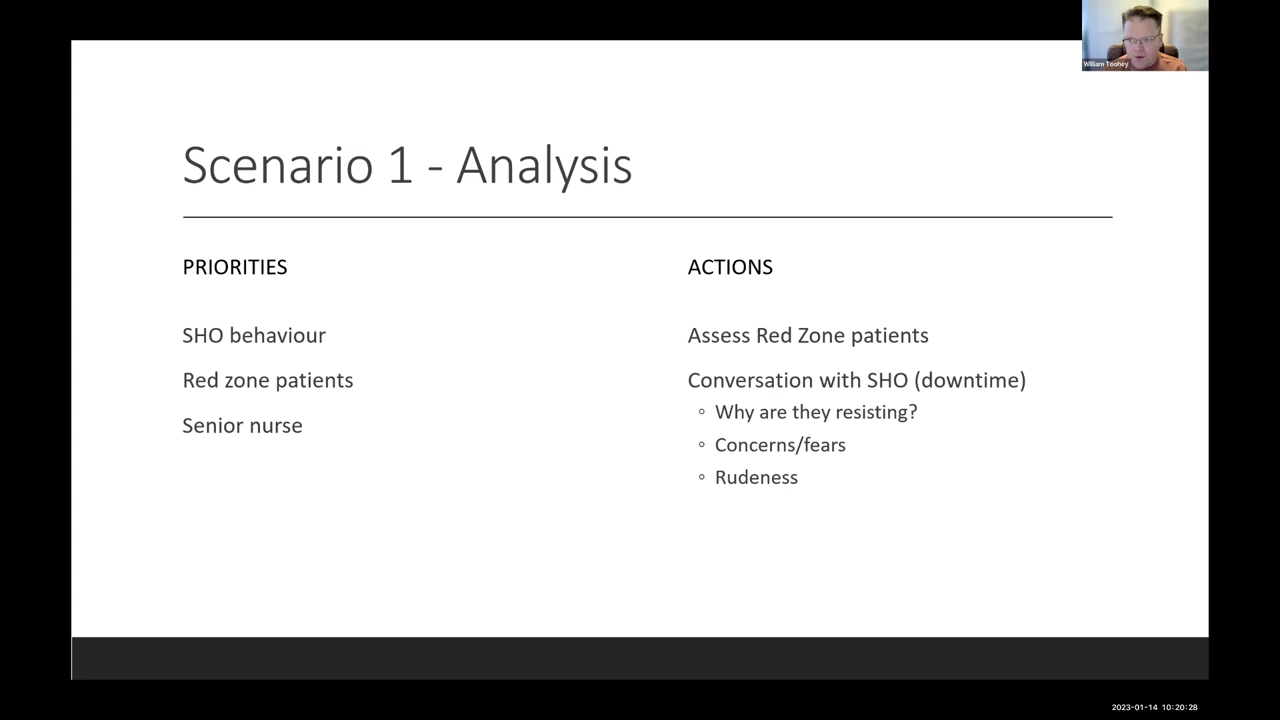 William Toohey
Scenario 1 - Analysis
PRIORITIES
SHO behaviour
Red zone patients
Senior nurse
ACTIONS
Assess Red Zone patients
Conversation with SHO (downtime)
◦ Why are they resisting?
◦ Concerns/fears
◦ Rudeness
2023-01-14 10:20:28